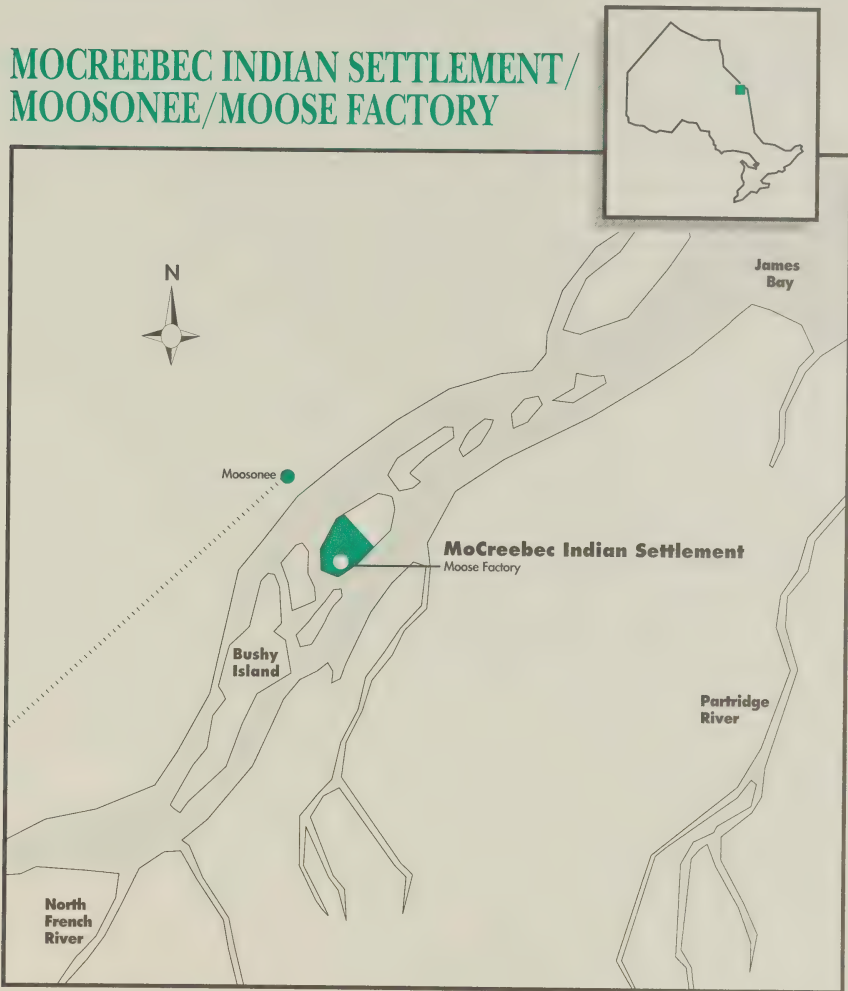 MOCREEBEC INDIAN SETTLEMENT/
MOOSONEE/MOOSE FACTORY
James
Bay
N
Moosonee
MoCreebec Indian Settlement
Moose Factory
Bushy
Island
Partridge
River
North
French
River